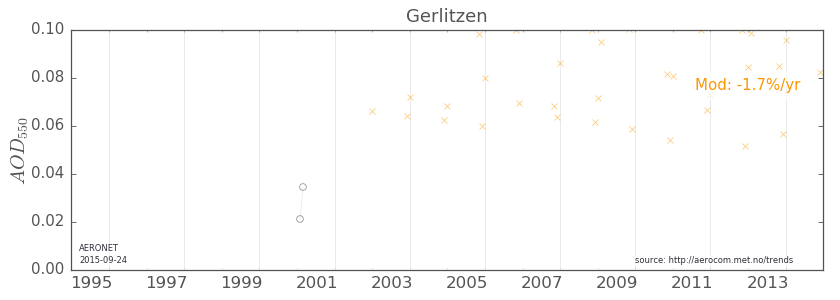 Gerlitzen
0.10
0.08
0.06
0.04
0.02
0.00
AOD550
Mod: -1.7%/yr
AERONET
2015-09-24
source: http://aerocom.met.no/trends
1995 1997 1999 2001 2003 2005 2007 2009 2011 2013